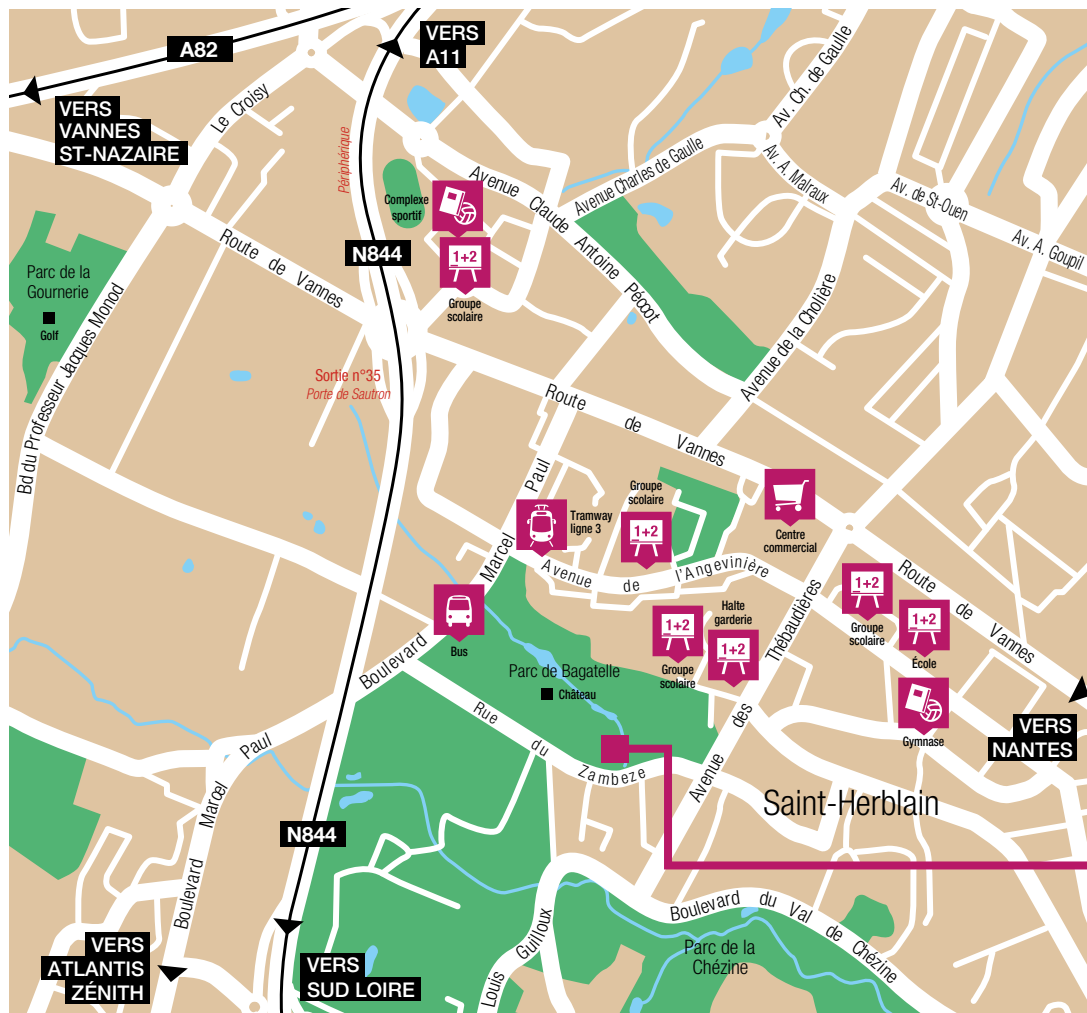 A82
VERS
A11
VERS
VANNES
ST-NAZAIRE
Le Croisy
Périphérique
Av. Ch. de Gaulle
Avenue Charles de Gaulle
Av. A. Malraux
Av. de St-Ouen
Av. A. Goupil
Complexe
sportif
Avenue Claude Antoine Péccot
1+2
Groupe
scolaire
N844
Route de Vannes
Parc de la
Gournerie
Golf
Bd du Professeur Jacques Monod
Sortie n°35
Porte de Sautron
Avenue de la Cholière
Route de Vannes
Boulevard Marcel Paul
Tramway
ligne 3
Groupe
scolaire
1+2
Centre
commercial
Avenue de l'Angevinière
Avenue des Thébaudières
Route de Vannes
1+2
Groupe
scolaire
1+2
École
Gymnase
VERS
NANTES
Bus
1+2
Groupe
scolaire
Halte
garderie
1+2
Parc de Bagatelle
Château
Rue du Zambeze
Saint-Herblain
Boulevard Marcel Paul
N844
Louis Guilloux
Boulevard du Val de Chézine
Parc de la
Chézine
VERS
ATLANTIS
ZÉNITH
VERS
SUD LOIRE